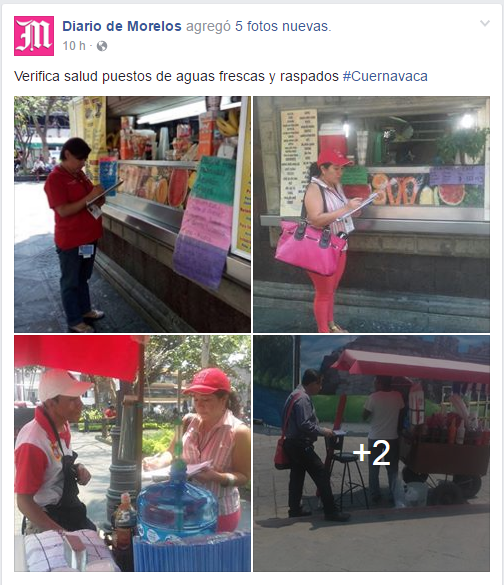 M
Diario de Morelos agregó 5 fotos nuevas.
10 h ·
Verifica salud puestos de aguas frescas y raspados #Cuernavaca
+2